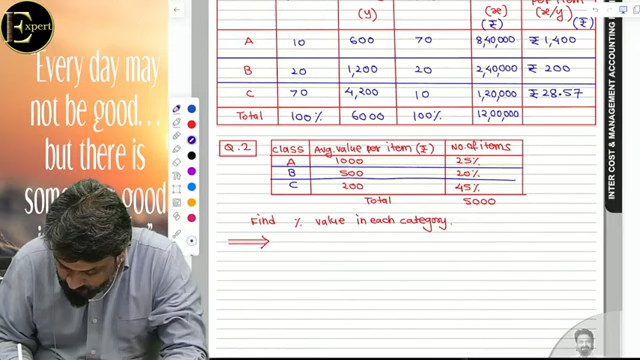 Expert
"Every day may
not be good...
but there is
good
(y)
(x)
(₹)
per item
(x/y)
(₹)
A 10 600 70 8,40,000 ₹ 1,400
B 20 1,200 20 2,40,000 ₹ 200
C 70 4,200 10 1,20,000 ₹ 28.57
Total 100% 6000 100% 12,00,000
Q.2 CLASS Avg. value per item (₹) No. of items
A 1000 25%
B 500 20%
C 200 45%
Total 5000
Find % value in each category.
INTER COST & MANAGEMENT ACCOUNTING